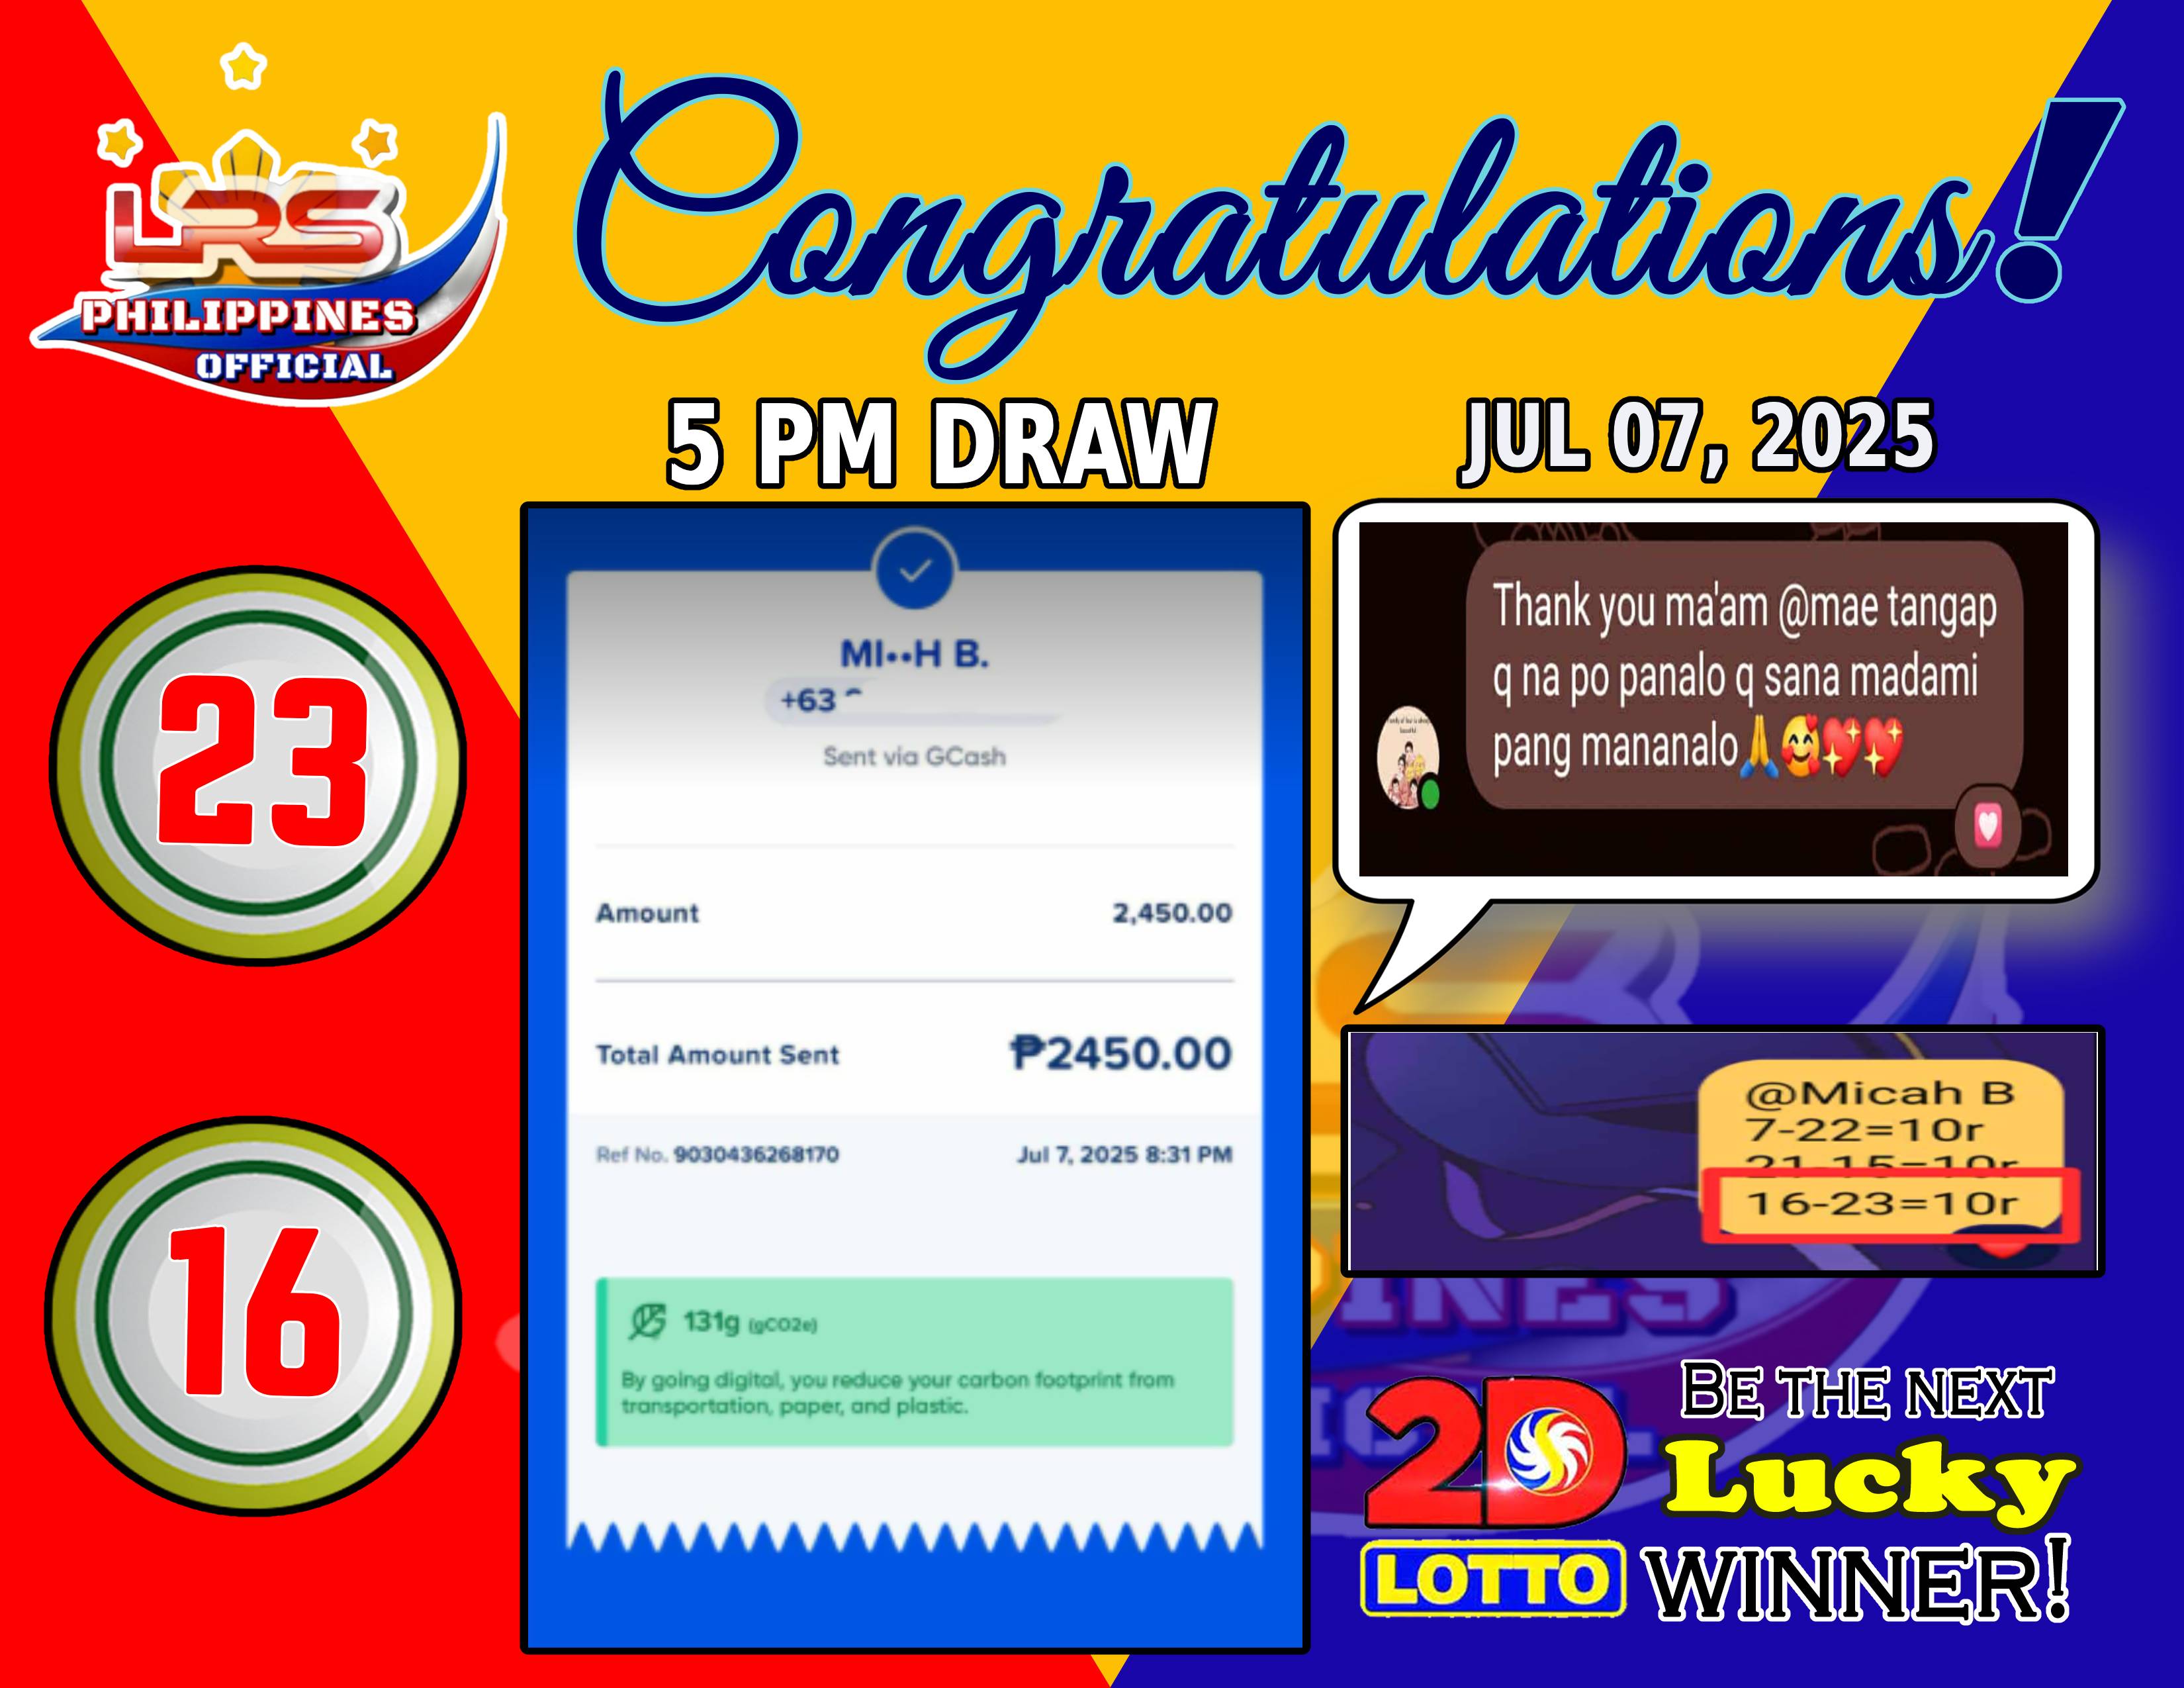 LRS
PHILIPPINES
OFFICIAL
Congratulations!
5 PM DRAW
JUL 07, 2025
23
16
MI••H B.
+63
Sent via GCash
Amount 2,450.00
Total Amount Sent ₱2450.00
Ref No. 9030436268170 Jul 7, 2025 8:31 PM
131g (gCO2e)
By going digital, you reduce your carbon footprint from
transportation, paper, and plastic.
Thank you ma'am @mae tangap
q na po panalo q sana madami
pang mananalo🙏🥰💖💖
@Micah B
7-22=10r
21-15=10r
16-23=10r
2D
LOTTO
BE THE NEXT
Lucky
WINNER!